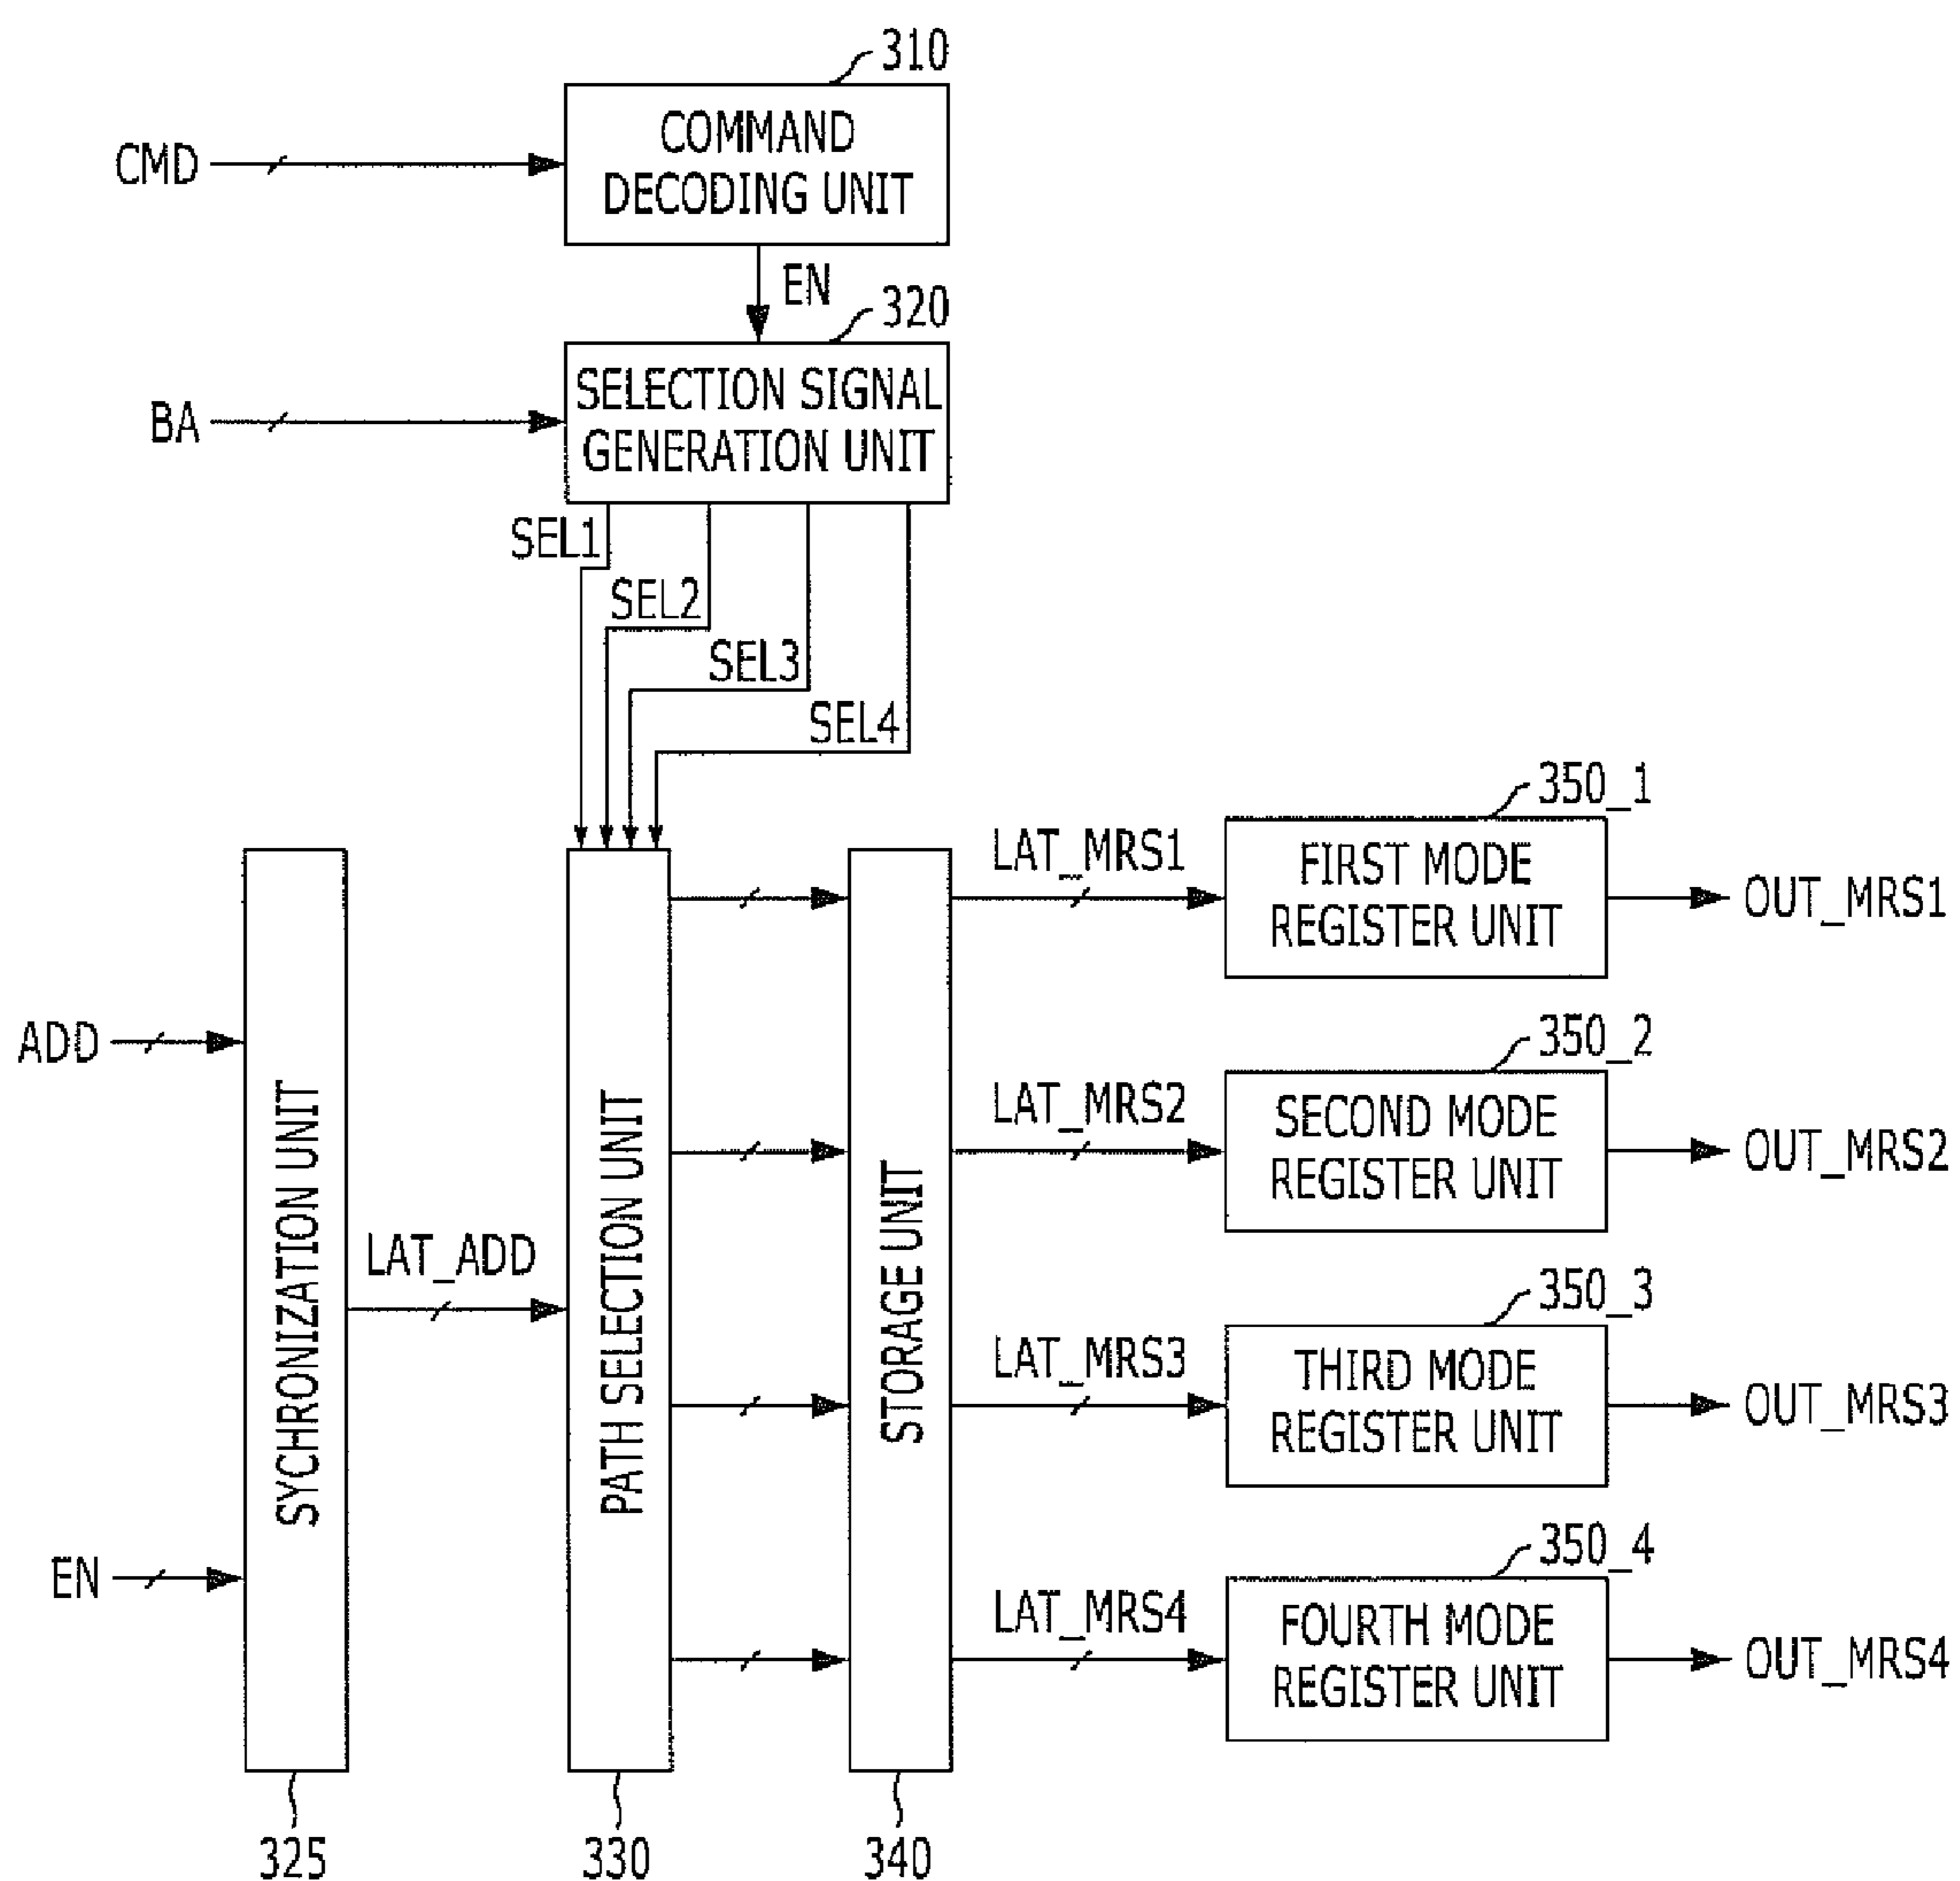 310
COMMAND
DECODING UNIT
CMD
EN
320
SELECTION SIGNAL
GENERATION UNIT
BA
SEL1
SEL2
SEL3
SEL4
350_1
LAT_MRS1
FIRST MODE
REGISTER UNIT
OUT_MRS1
ADD
350_2
LAT_MRS2
SECOND MODE
REGISTER UNIT
OUT_MRS2
SYCHRONIZATION UNIT
LAT_ADD
PATH SELECTION UNIT
STORAGE UNIT
350_3
LAT_MRS3
THIRD MODE
REGISTER UNIT
OUT_MRS3
EN
350_4
LAT_MRS4
FOURTH MODE
REGISTER UNIT
OUT_MRS4
325
330
340